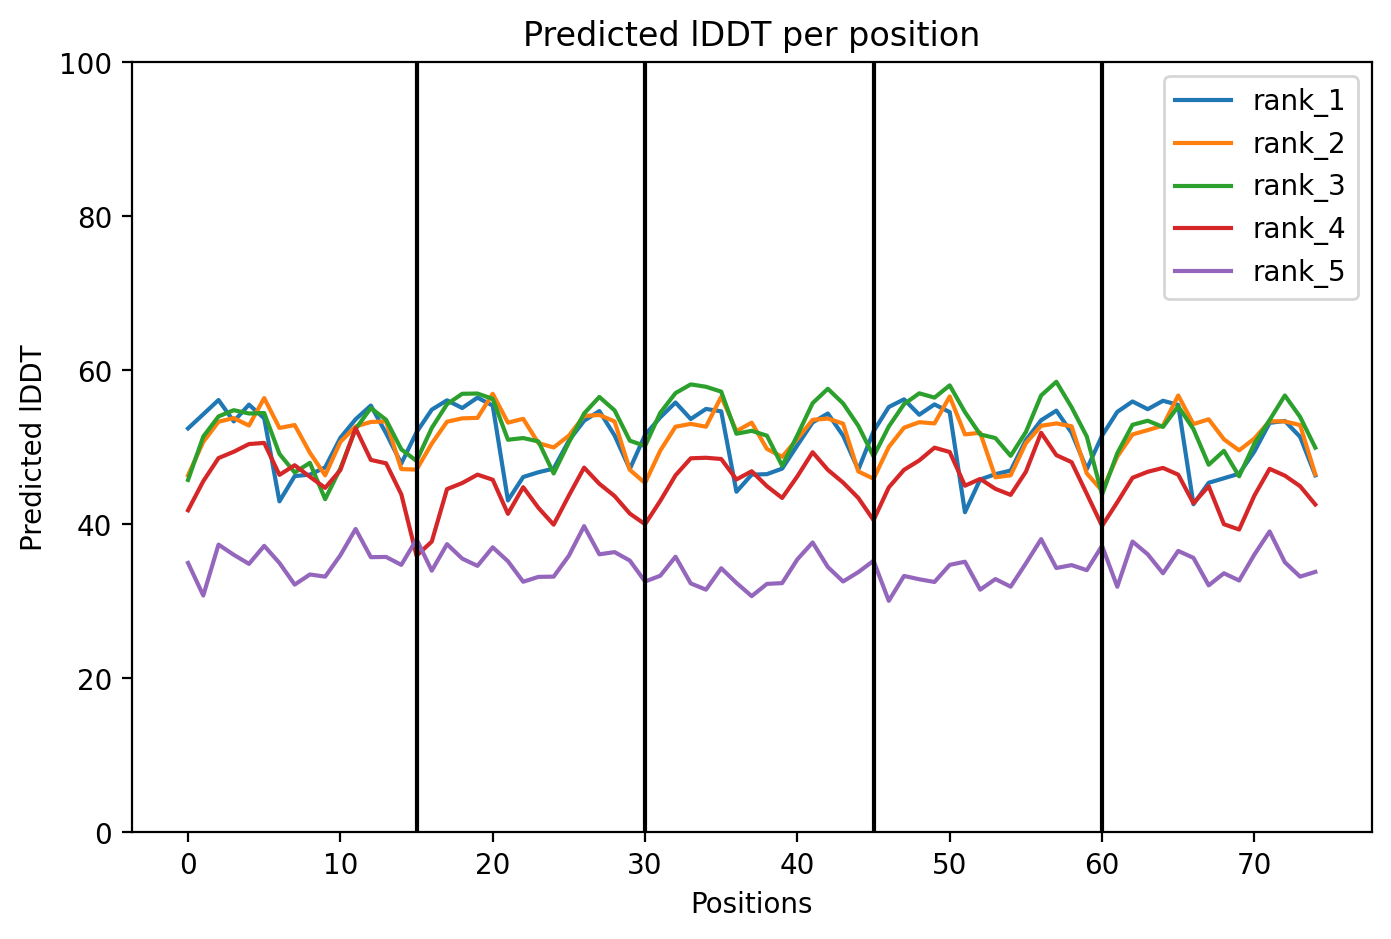 Predicted lDDT per position
100
80
60
40
20
0
Predicted lDDT
0 10 20 30 40 50 60 70
Positions
rank_1
rank_2
rank_3
rank_4
rank_5